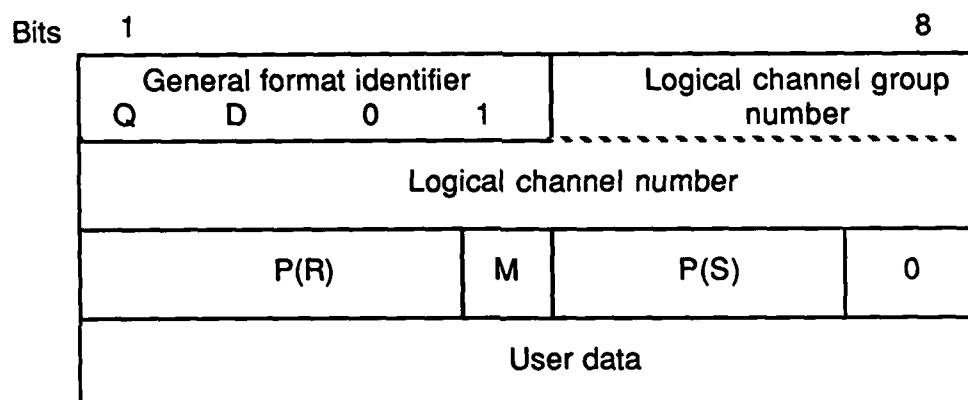 Bits 1 8
General format identifier
Q D 0 1
Logical channel group
number
Logical channel number
P(R) M P(S) 0
User data